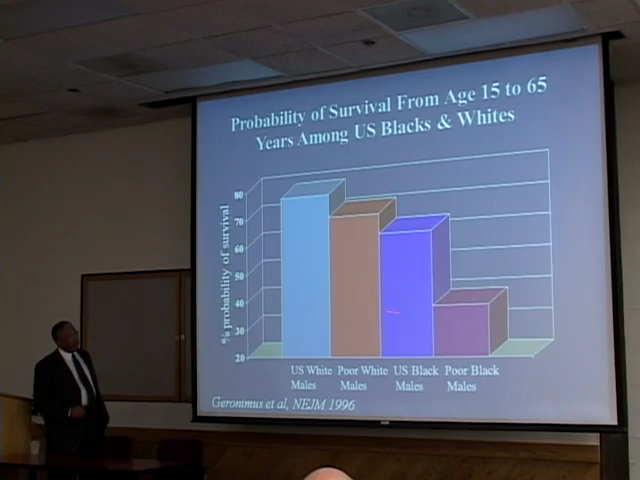 Probability of Survival From Age 15 to 65
Years Among US Blacks & Whites
% probability of survival
80
70
60
50
40
30
20
US White Males
Poor White Males
US Black Males
Poor Black Males
Geronimus et al, NEJM 1996